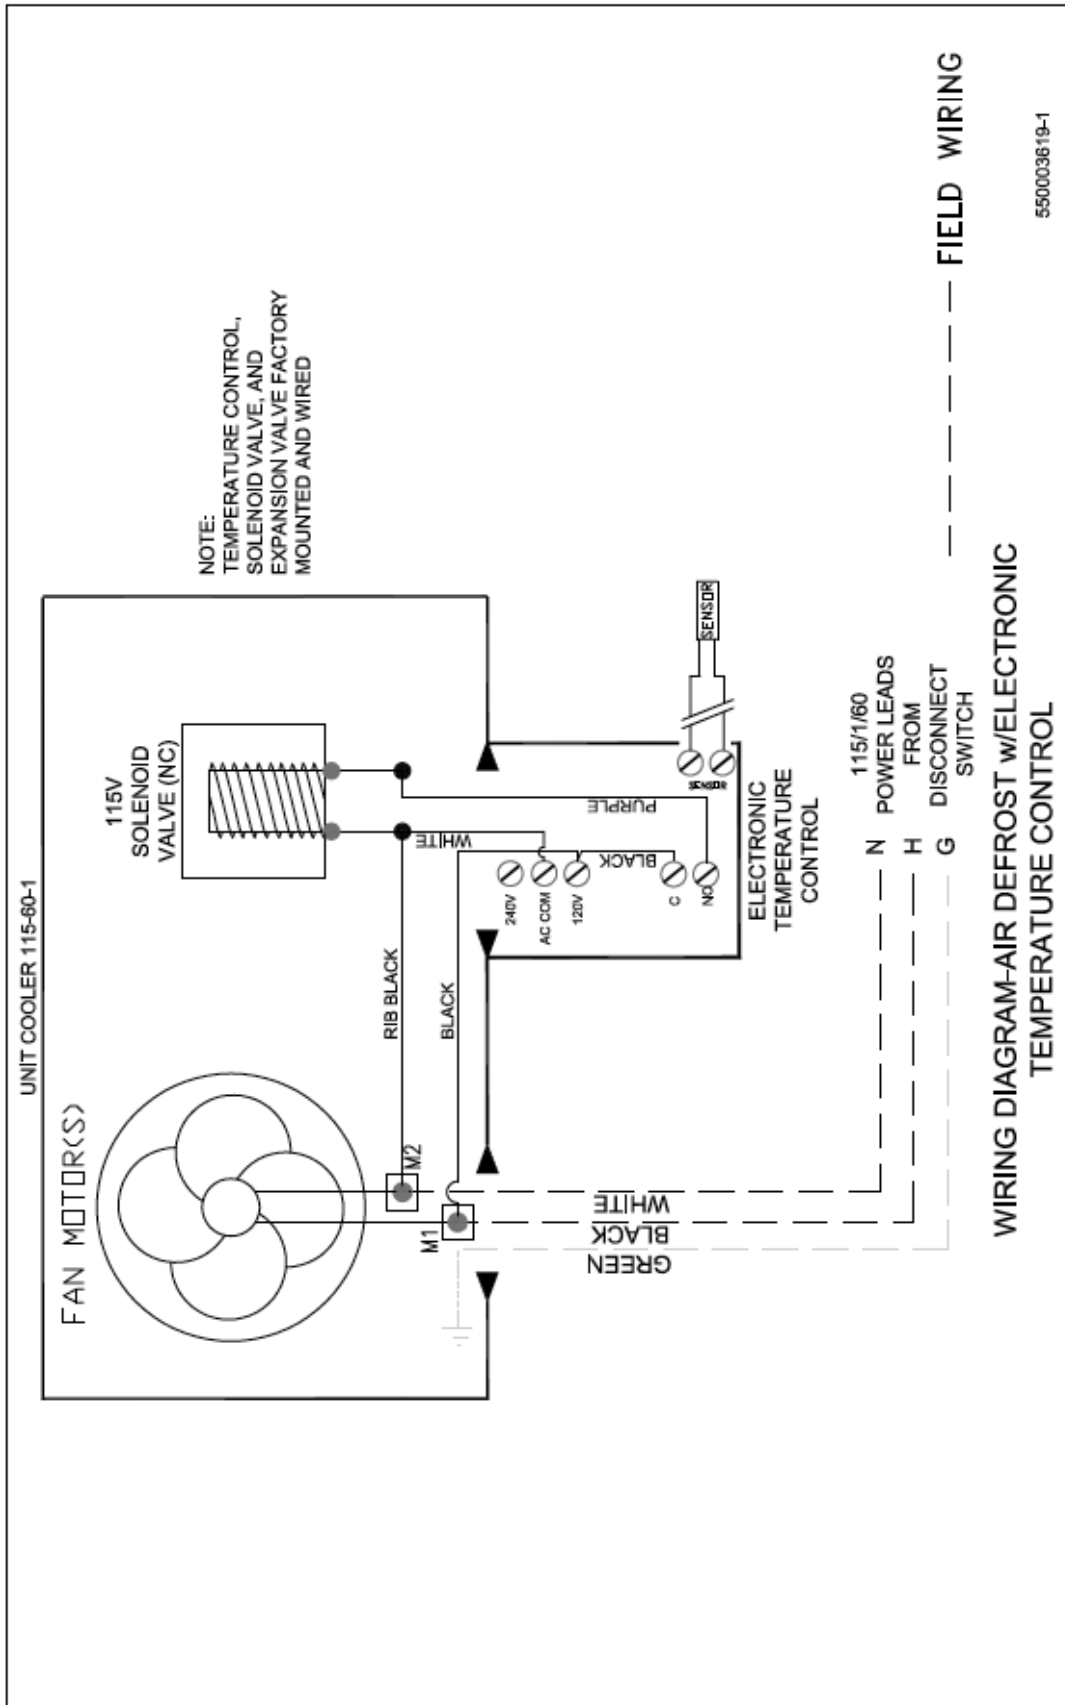 UNIT COOLER 115-60-1
FAN MOTOR(S)
115V
SOLENOID
VALVE (NC)
NOTE:
TEMPERATURE CONTROL,
SOLENOID VALVE, AND
EXPANSION VALVE FACTORY
MOUNTED AND WIRED
RIB BLACK
WHITE
M2
M1
BLACK
PURPLE
BLACK
240V
AC COM
120V
C
NO
SENSOR
SENSOR
ELECTRONIC
TEMPERATURE
CONTROL
WHITE
BLACK
GREEN
N
H
G
115/1/60
POWER LEADS
FROM
DISCONNECT
SWITCH
FIELD WIRING
WIRING DIAGRAM-AIR DEFROST w/ELECTRONIC
TEMPERATURE CONTROL
550003619-1